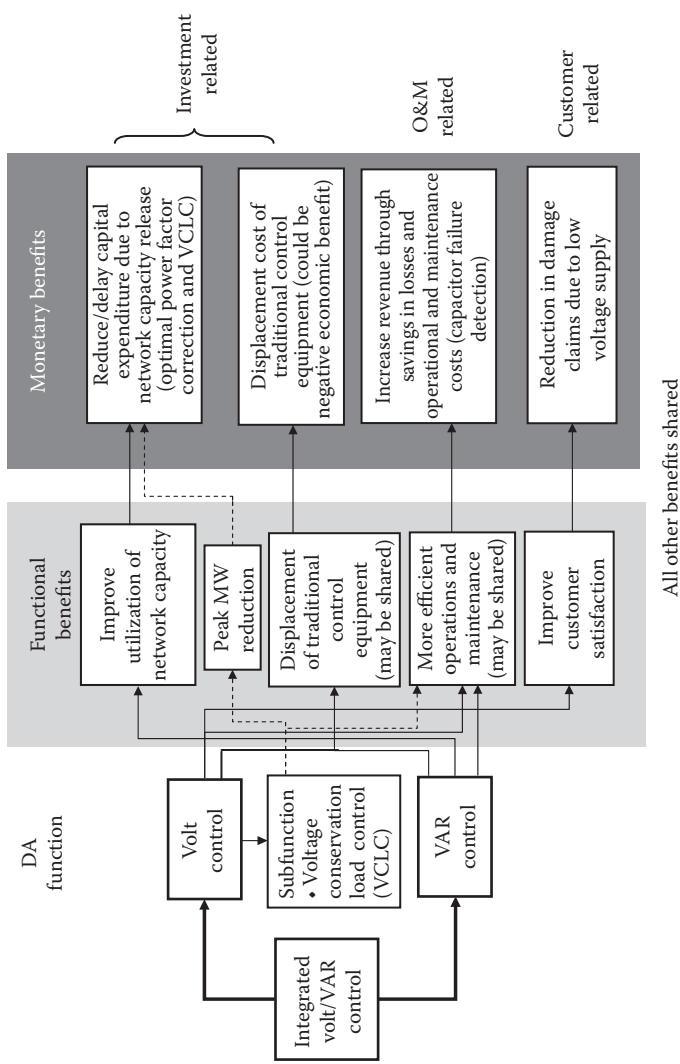 DA
function
Functional
benefits
Monetary benefits
Integrated
volt/VAR
control
Volt
control
Subfunction
• Voltage
conservation
load control
(VCLC)
VAR
control
Improve
utilization of
network capacity
Peak MW
reduction
Displacement
of traditional
control
equipment
(may be shared)
More efficient
operations and
maintenance
(may be shared)
Improve
customer
satisfaction
Reduce/delay capital
expenditure due to
network capacity release
(optimal power factor
correction and VCLC)
Displacement cost of
traditional control
equipment (could be
negative economic benefit)
Increase revenue through
savings in losses and
operational and maintenance
costs (capacitor failure
detection)
Reduction in damage
claims due to low
voltage supply
Investment
related
O&M
related
Customer
related
All other benefits shared